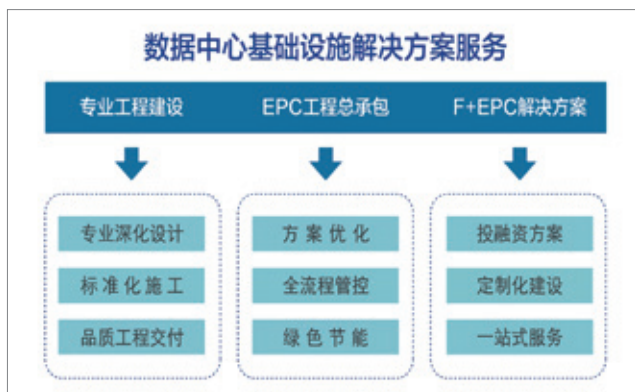 数据中心基础设施解决方案服务
专业工程建设 EPC工程总承包 F+EPC解决方案
专业深化设计 方案优化 投融资方案
标准化施工 全流程管控 定制化建设
品质工程交付 绿色节能 一站式服务